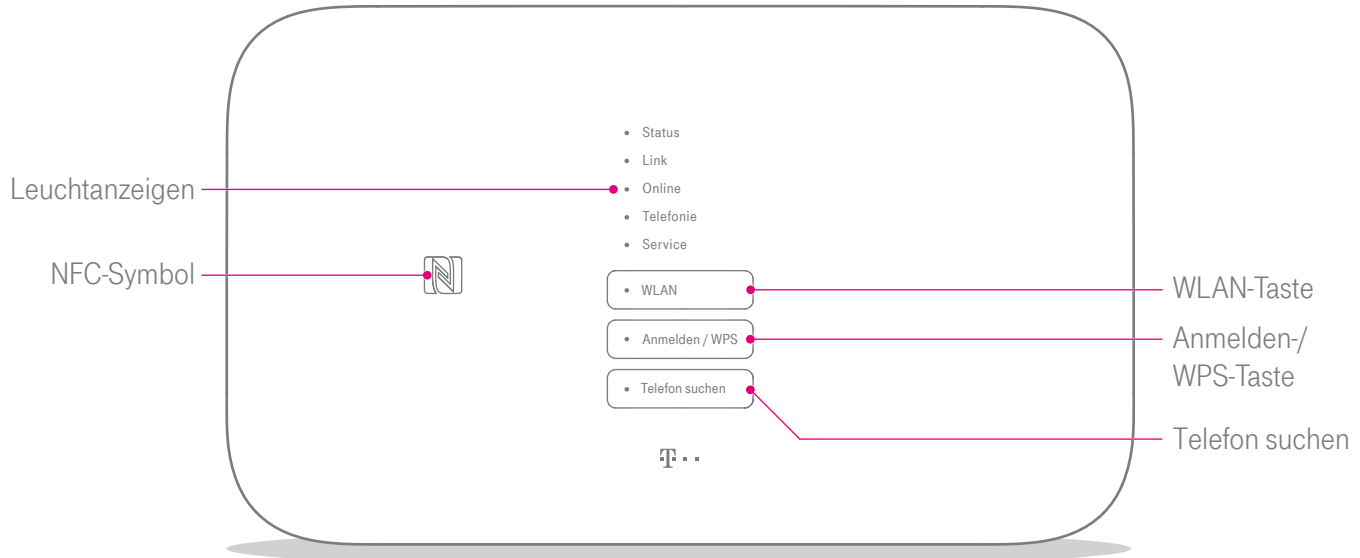 Status
Link
Leuchtanzeigen
Online
Telefonie
Service
NFC-Symbol
WLAN
WLAN-Taste
Anmelden / WPS
Anmelden-/
WPS-Taste
Telefon suchen
Telefon suchen
T